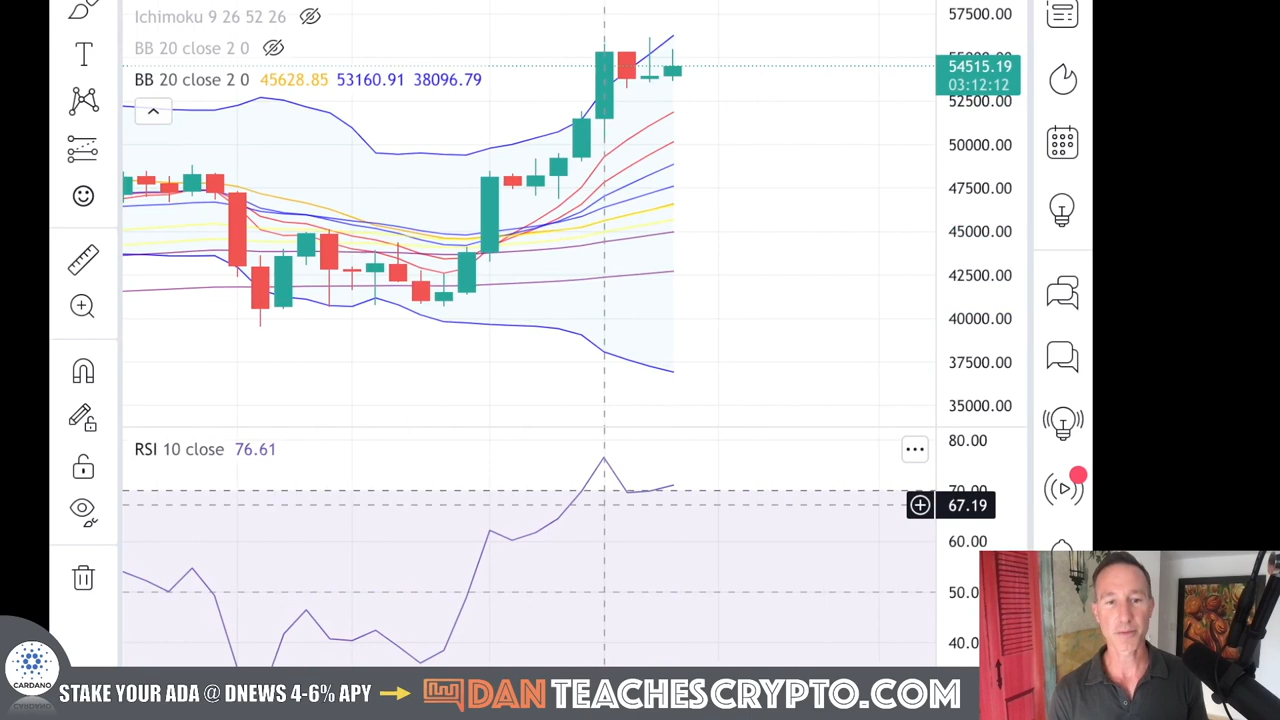 Ichimoku 9 26 52 26
BB 20 close 2 0
BB 20 close 2 0 45628.85 53160.91 38096.79
57500.00
54515.19
03:12:12
52500.00
50000.00
47500.00
45000.00
42500.00
40000.00
37500.00
35000.00
RSI 10 close 76.61
80.00
70.00
67.19
60.00
50.0
40.0
T
CARDANO
STAKE YOUR ADA @ DNEWS 4-6% APY
DANTEACHESCRYPTO.COM